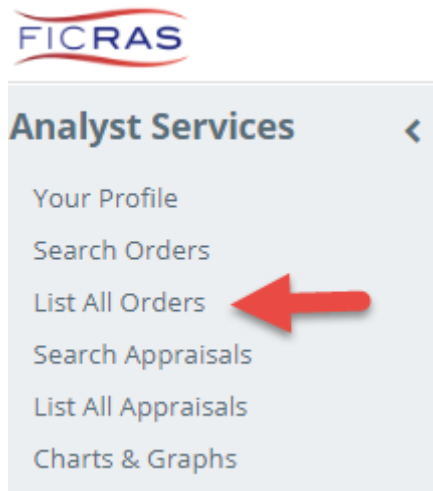 FICRAS
Analyst Services
Your Profile
Search Orders
List All Orders
Search Appraisals
List All Appraisals
Charts & Graphs